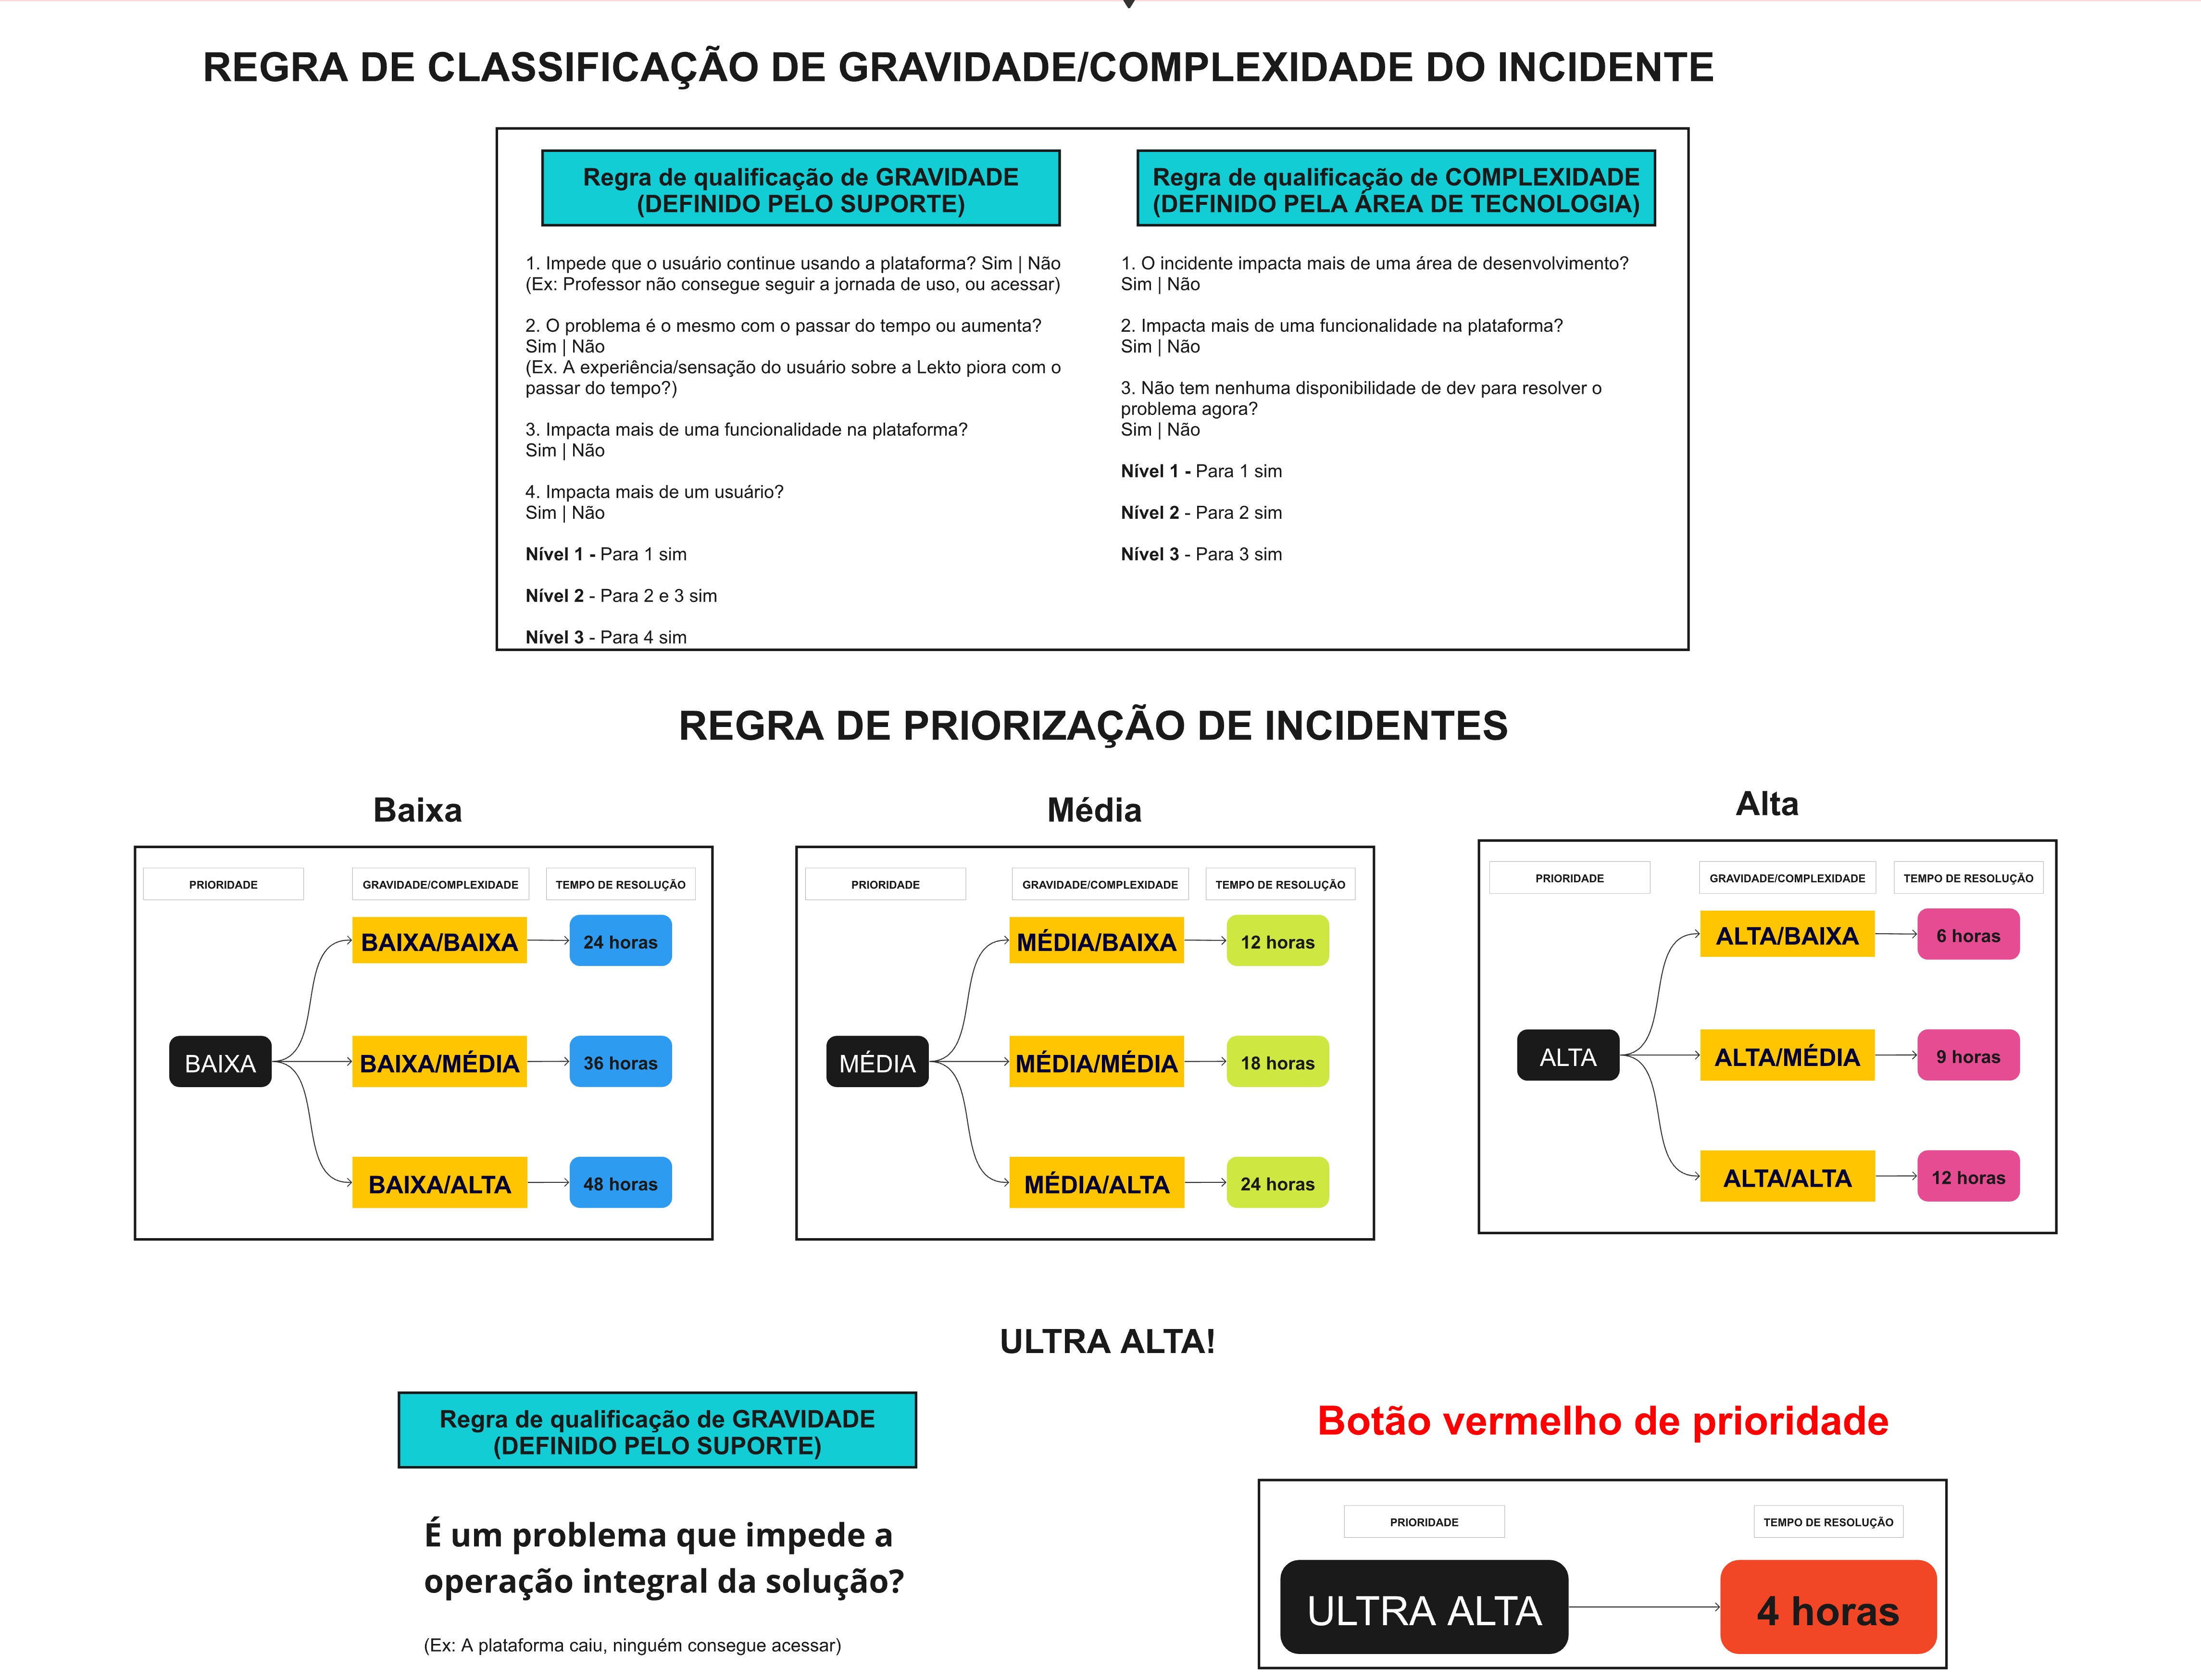 REGRA DE CLASSIFICAÇÃO DE GRAVIDADE/COMPLEXIDADE DO INCIDENTE
Regra de qualificação de GRAVIDADE
(DEFINIDO PELO SUPORTE)
1. Impede que o usuário continue usando a plataforma? Sim | Não
(Ex: Professor não consegue seguir a jornada de uso, ou acessar)
2. O problema é o mesmo com o passar do tempo ou aumenta?
Sim | Não
(Ex. A experiência/sensação do usuário sobre a Lekto piora com o
passar do tempo?)
3. Impacta mais de uma funcionalidade na plataforma?
Sim | Não
4. Impacta mais de um usuário?
Sim | Não
Nível 1 - Para 1 sim
Nível 2 - Para 2 e 3 sim
Nível 3 - Para 4 sim
Regra de qualificação de COMPLEXIDADE
(DEFINIDO PELA ÁREA DE TECNOLOGIA)
1. O incidente impacta mais de uma área de desenvolvimento?
Sim | Não
2. Impacta mais de uma funcionalidade na plataforma?
Sim | Não
3. Não tem nenhuma disponibilidade de dev para resolver o
problema agora?
Sim | Não
Nível 1 - Para 1 sim
Nível 2 - Para 2 sim
Nível 3 - Para 3 sim
REGRA DE PRIORIZAÇÃO DE INCIDENTES
Baixa
PRIORIDADE
GRAVIDADE/COMPLEXIDADE
TEMPO DE RESOLUÇÃO
BAIXA
BAIXA/BAIXA
24 horas
BAIXA/MÉDIA
36 horas
BAIXA/ALTA
48 horas
Média
PRIORIDADE
GRAVIDADE/COMPLEXIDADE
TEMPO DE RESOLUÇÃO
MÉDIA
MÉDIA/BAIXA
12 horas
MÉDIA/MÉDIA
18 horas
MÉDIA/ALTA
24 horas
Alta
PRIORIDADE
GRAVIDADE/COMPLEXIDADE
TEMPO DE RESOLUÇÃO
ALTA
ALTA/BAIXA
6 horas
ALTA/MÉDIA
9 horas
ALTA/ALTA
12 horas
ULTRA ALTA!
Regra de qualificação de GRAVIDADE
(DEFINIDO PELO SUPORTE)
É um problema que impede a
operação integral da solução?
(Ex: A plataforma caiu, ninguém consegue acessar)
Botão vermelho de prioridade
PRIORIDADE
TEMPO DE RESOLUÇÃO
ULTRA ALTA
4 horas